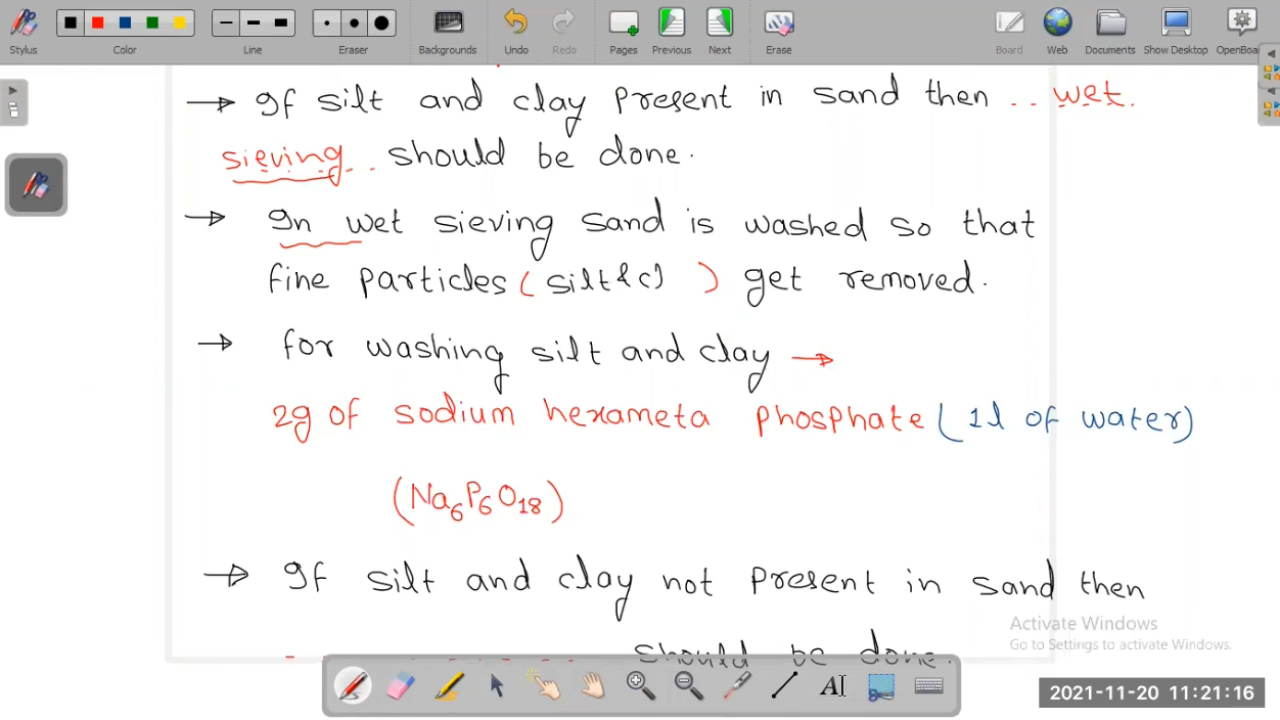 Stylus
Color
Line
Eraser
Backgrounds
Undo
Redo
Pages
Previous
Next
Erase
Board
Web
Documents
Show Desktop
OpenBoa
→ If silt and clay present in sand then .. wet.
sieving .. should be done.
→ In wet sieving sand is washed so that
fine particles (silt & cl ) get removed.
→ for washing silt and clay →
2g of sodium hexameta phosphate (1l of water)
(Na6P6O18)
→ If silt and clay not present in sand then
should be done.
Activate Windows
Go to Settings to activate Windows.
AI
2021-11-20 11:21:16